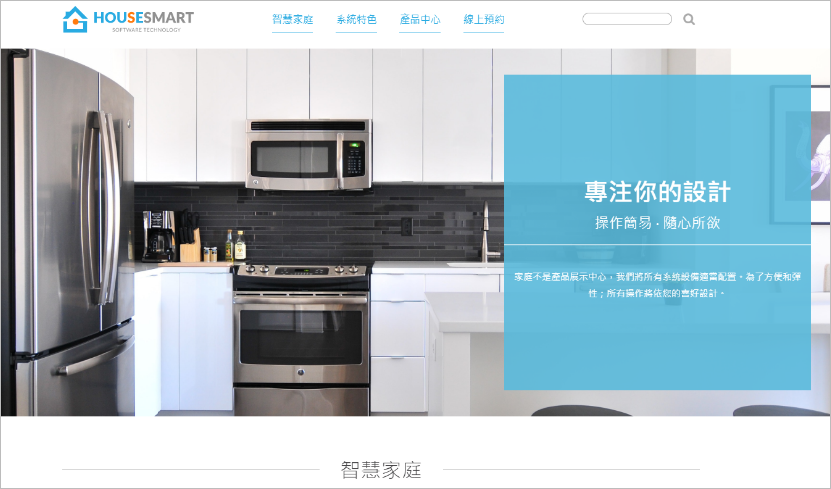 HOUSESMART
SOFTWARE TECHNOLOGY
智慧家庭 系統特色 產品中心 線上預約
專注你的設計
操作簡易 · 隨心所欲
家庭不是產品展示中心，我們將所有系統設備適當配置。為了方便和彈
性；所有操作將依您的喜好設計。
智慧家庭